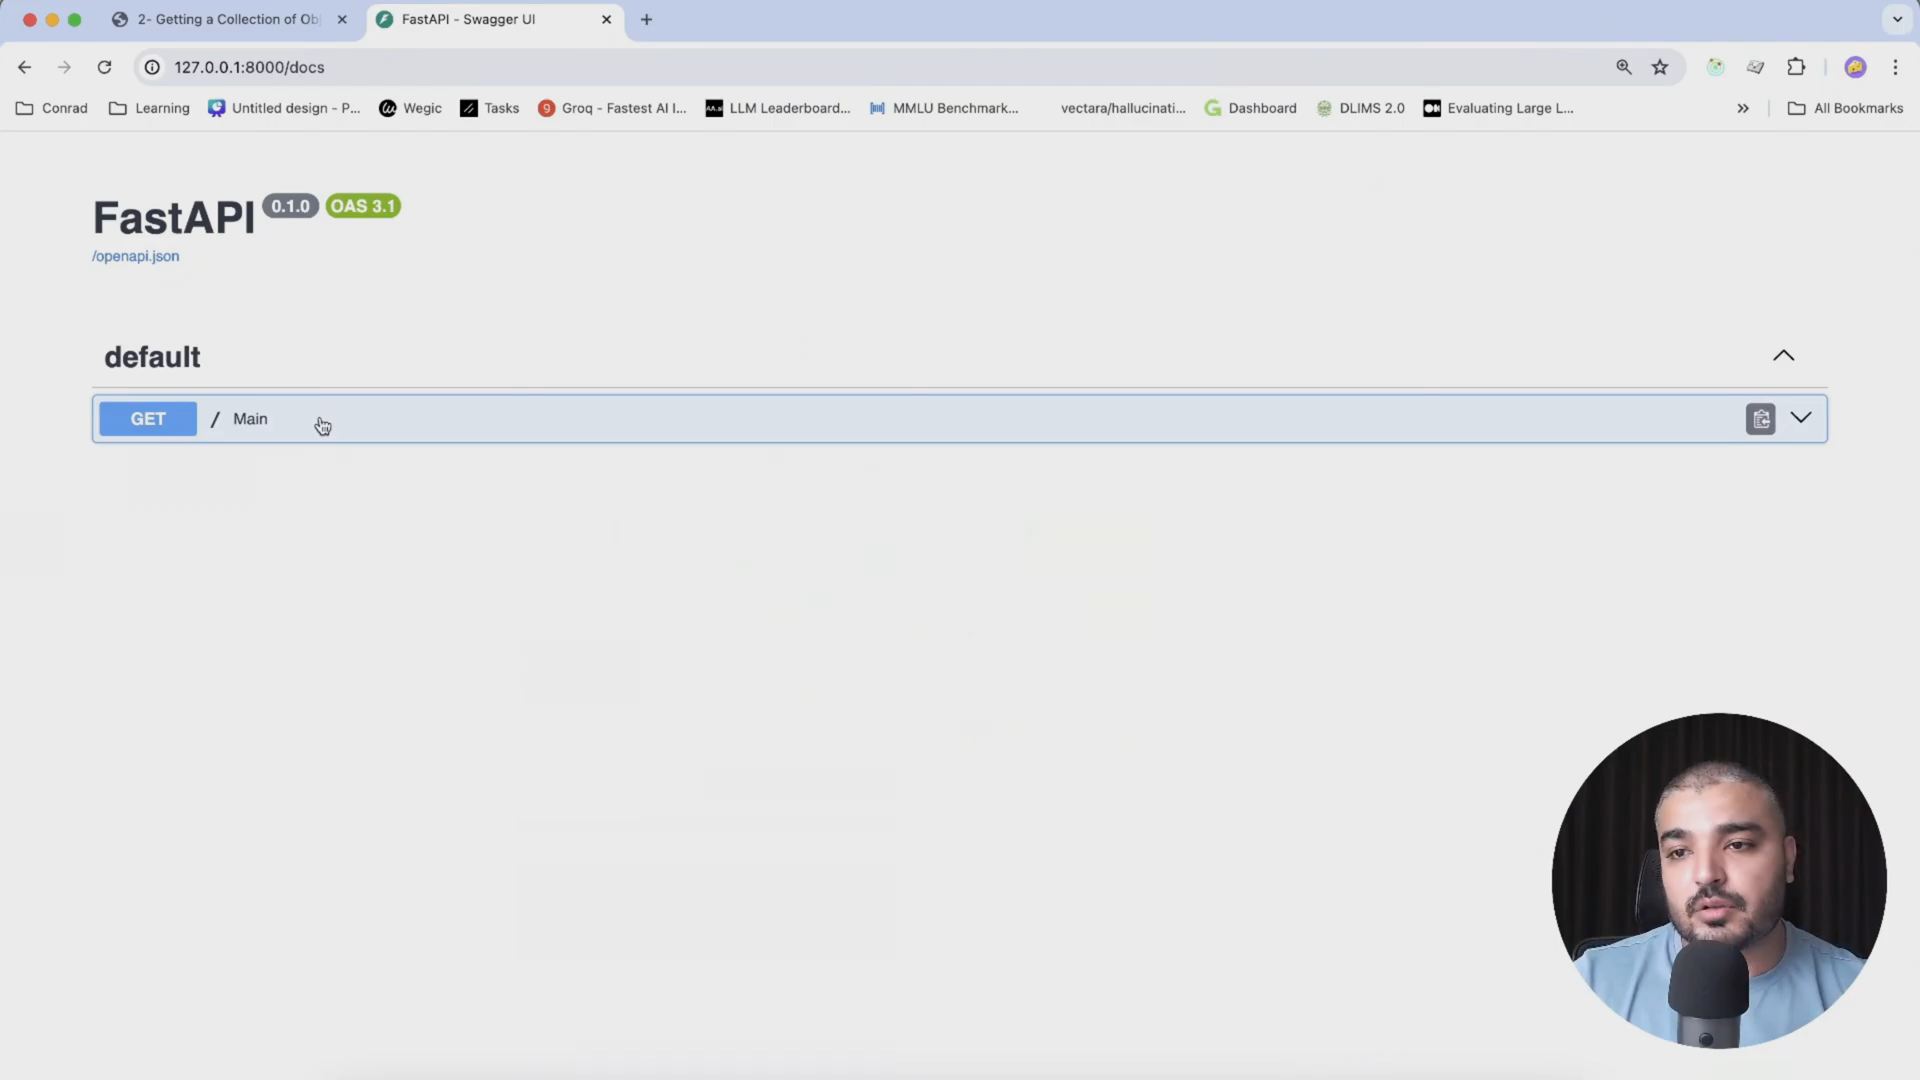 2- Getting a Collection of Ob
FastAPI - Swagger UI
127.0.0.1:8000/docs
Conrad Learning Untitled design - P... Wegic Tasks Groq - Fastest AI I... LLM Leaderboard... MMLU Benchmark... vectara/hallucinati... Dashboard DLIMS 2.0 Evaluating Large L... All Bookmarks
FastAPI 0.1.0 OAS 3.1
/openapi.json
default
GET / Main